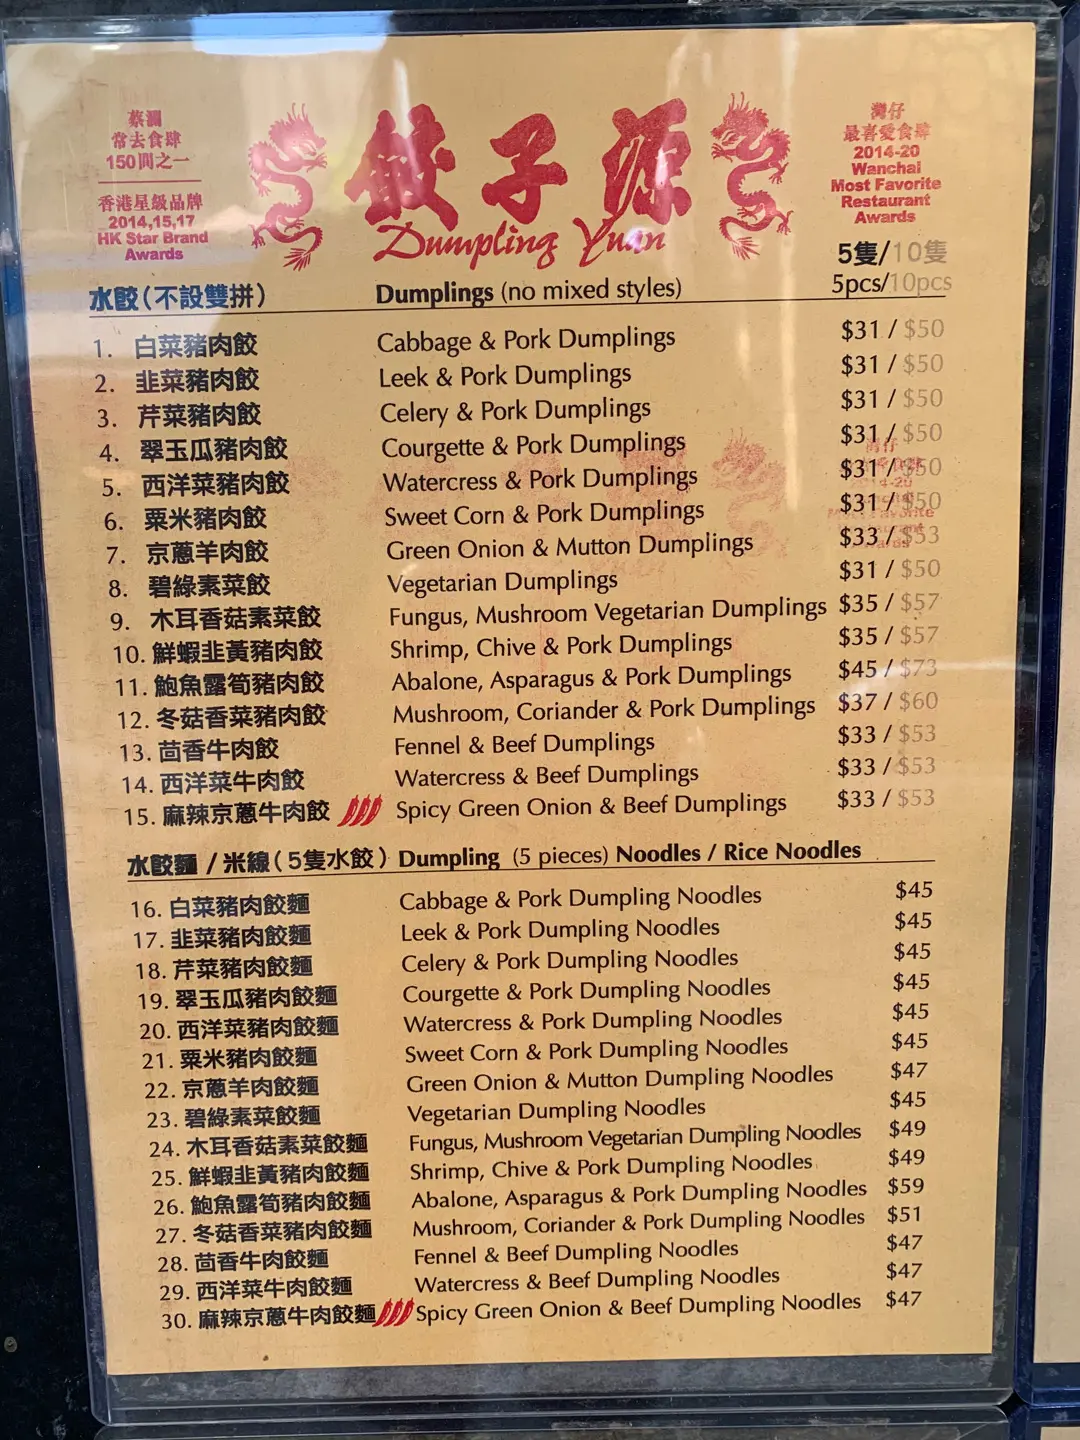 蔡瀾
常去食肆
150間之一
香港星級品牌
2014,15,17
HK Star Brand
Awards
餃子源
Dumpling Yuan
灣仔
最喜愛食肆
2014-20
Wanchai
Most Favorite
Restaurant
Awards
5隻/10隻
水餃(不設雙拼) Dumplings (no mixed styles) 5pcs/10pcs
1. 白菜豬肉餃 Cabbage & Pork Dumplings $31 / $50
2. 韭菜豬肉餃 Leek & Pork Dumplings $31 / $50
3. 芹菜豬肉餃 Celery & Pork Dumplings $31 / $50
4. 翠玉瓜豬肉餃 Courgette & Pork Dumplings $31 / $50
5. 西洋菜豬肉餃 Watercress & Pork Dumplings $31 / $50
6. 粟米豬肉餃 Sweet Corn & Pork Dumplings $31 / $50
7. 京蔥羊肉餃 Green Onion & Mutton Dumplings $33 / $53
8. 碧綠素菜餃 Vegetarian Dumplings $31 / $50
9. 木耳香菇素菜餃 Fungus, Mushroom Vegetarian Dumplings $35 / $57
10. 鮮蝦韭黃豬肉餃 Shrimp, Chive & Pork Dumplings $35 / $57
11. 鮑魚露筍豬肉餃 Abalone, Asparagus & Pork Dumplings $45 / $73
12. 冬菇香菜豬肉餃 Mushroom, Coriander & Pork Dumplings $37 / $60
13. 茴香牛肉餃 Fennel & Beef Dumplings $33 / $53
14. 西洋菜牛肉餃 Watercress & Beef Dumplings $33 / $53
15. 麻辣京蔥牛肉餃 Spicy Green Onion & Beef Dumplings $33 / $53
水餃麵 / 米線(5隻水餃) Dumpling (5 pieces) Noodles / Rice Noodles
16. 白菜豬肉餃麵 Cabbage & Pork Dumpling Noodles $45
17. 韭菜豬肉餃麵 Leek & Pork Dumpling Noodles $45
18. 芹菜豬肉餃麵 Celery & Pork Dumpling Noodles $45
19. 翠玉瓜豬肉餃麵 Courgette & Pork Dumpling Noodles $45
20. 西洋菜豬肉餃麵 Watercress & Pork Dumpling Noodles $45
21. 粟米豬肉餃麵 Sweet Corn & Pork Dumpling Noodles $45
22. 京蔥羊肉餃麵 Green Onion & Mutton Dumpling Noodles $47
23. 碧綠素菜餃麵 Vegetarian Dumpling Noodles $45
24. 木耳香菇素菜餃麵 Fungus, Mushroom Vegetarian Dumpling Noodles $49
25. 鮮蝦韭黃豬肉餃麵 Shrimp, Chive & Pork Dumpling Noodles $49
26. 鮑魚露筍豬肉餃麵 Abalone, Asparagus & Pork Dumpling Noodles $59
27. 冬菇香菜豬肉餃麵 Mushroom, Coriander & Pork Dumpling Noodles $51
28. 茴香牛肉餃麵 Fennel & Beef Dumpling Noodles $47
29. 西洋菜牛肉餃麵 Watercress & Beef Dumpling Noodles $47
30. 麻辣京蔥牛肉餃麵 Spicy Green Onion & Beef Dumpling Noodles $47